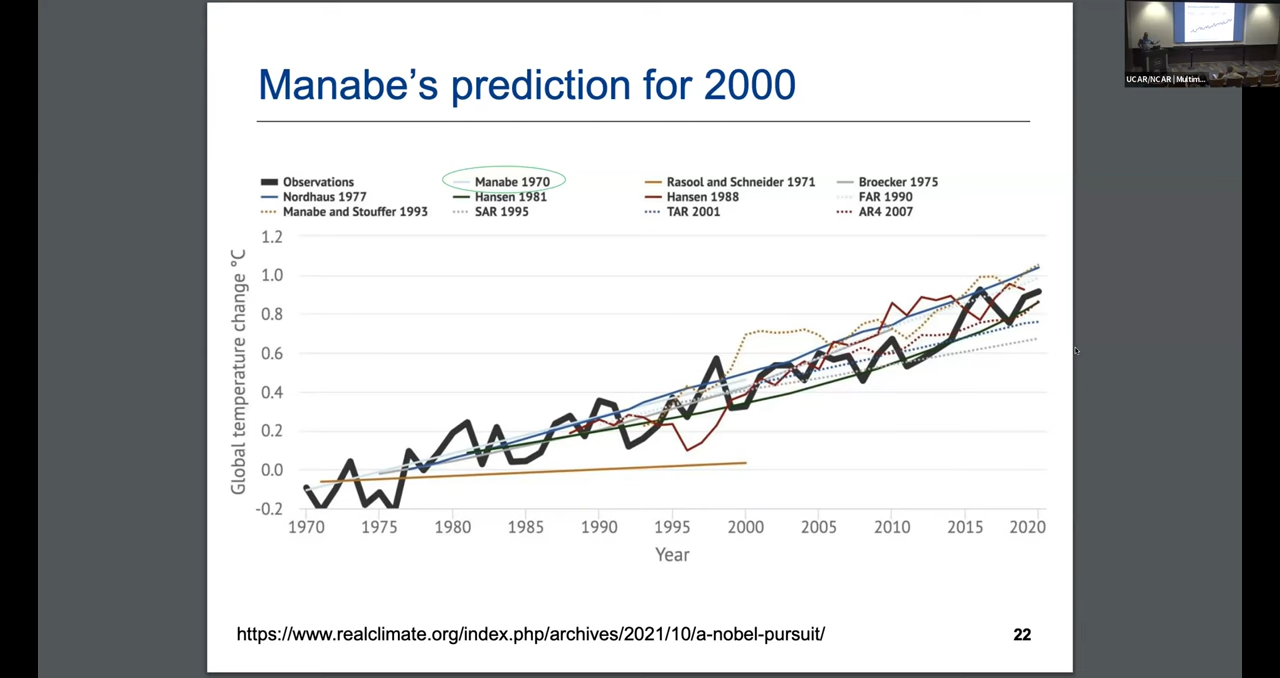 UCAR/NCAR | Multim...
Manabe's prediction for 2000
Observations Manabe 1970 Rasool and Schneider 1971 Broecker 1975
Nordhaus 1977 Hansen 1981 Hansen 1988 FAR 1990
Manabe and Stouffer 1993 SAR 1995 TAR 2001 AR4 2007
Global temperature change °C
1.2
1.0
0.8
0.6
0.4
0.2
0.0
-0.2
1970 1975 1980 1985 1990 1995 2000 2005 2010 2015 2020
Year
https://www.realclimate.org/index.php/archives/2021/10/a-nobel-pursuit/
22